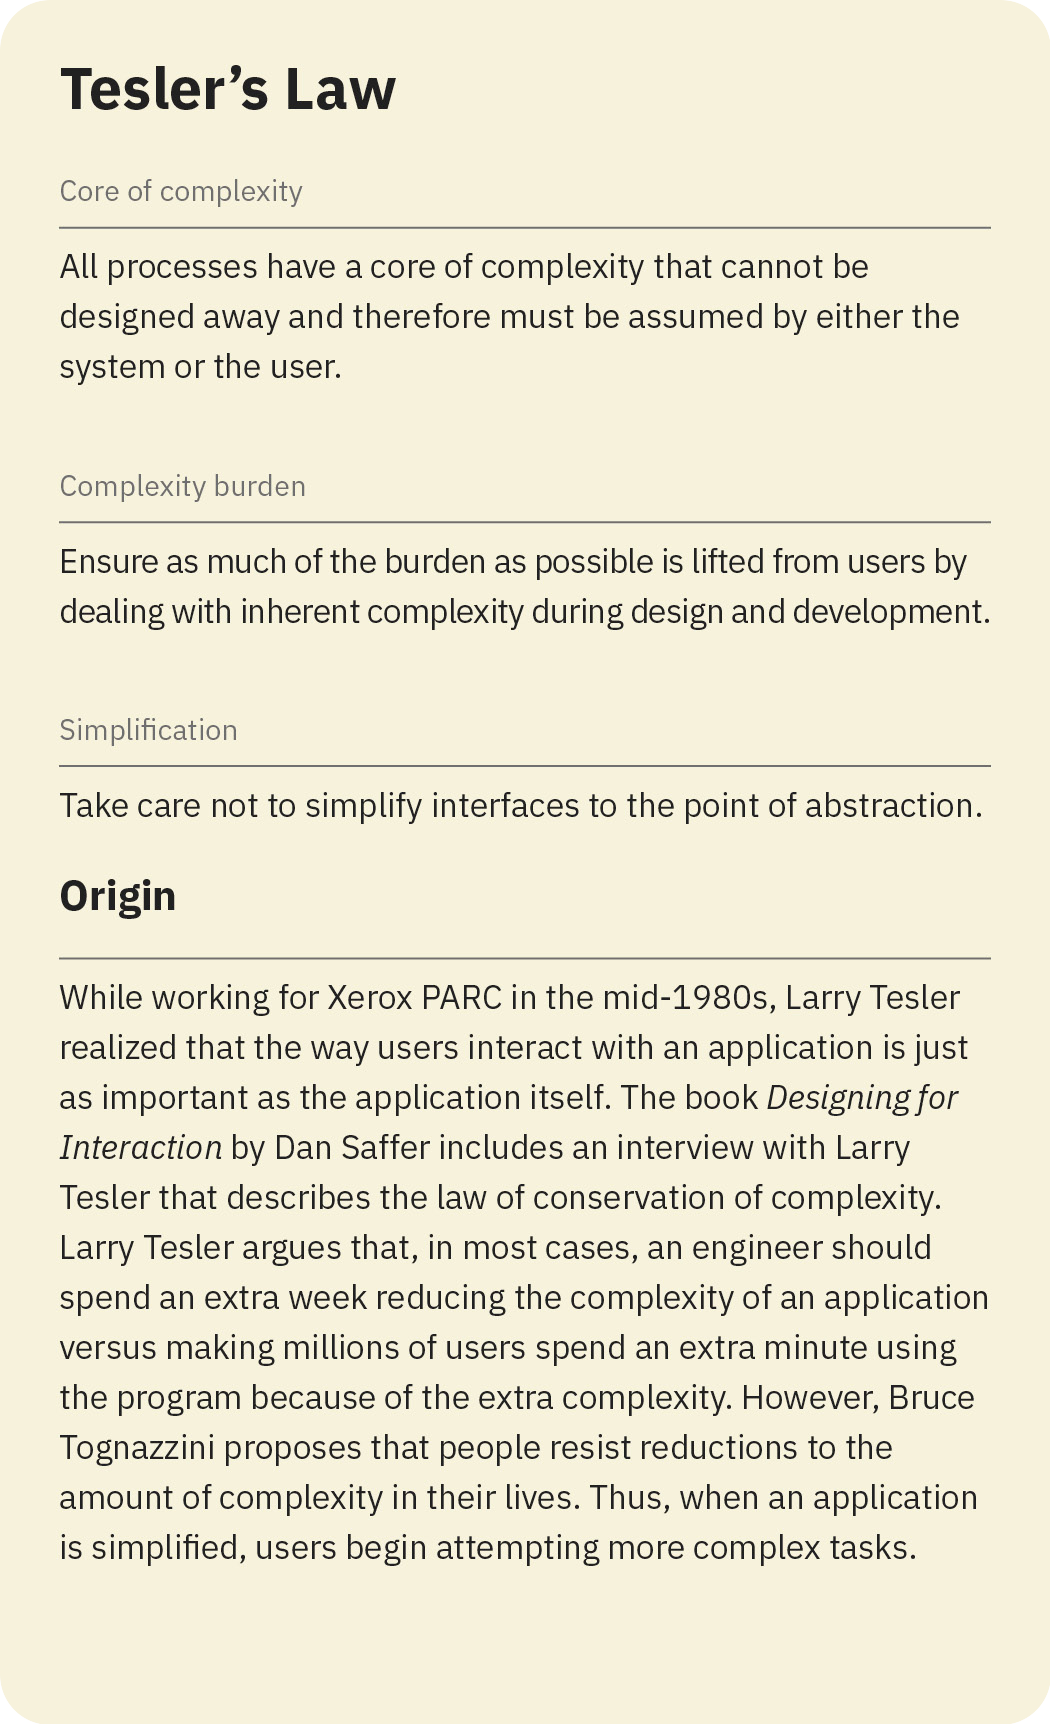 Tesler’s Law
Core of complexity
All processes have a core of complexity that cannot be
designed away and therefore must be assumed by either the
system or the user.
Complexity burden
Ensure as much of the burden as possible is lifted from users by
dealing with inherent complexity during design and development.
Simplification
Take care not to simplify interfaces to the point of abstraction.
Origin
While working for Xerox PARC in the mid-1980s, Larry Tesler
realized that the way users interact with an application is just
as important as the application itself. The book Designing for
Interaction by Dan Saffer includes an interview with Larry
Tesler that describes the law of conservation of complexity.
Larry Tesler argues that, in most cases, an engineer should
spend an extra week reducing the complexity of an application
versus making millions of users spend an extra minute using
the program because of the extra complexity. However, Bruce
Tognazzini proposes that people resist reductions to the
amount of complexity in their lives. Thus, when an application
is simplified, users begin attempting more complex tasks.